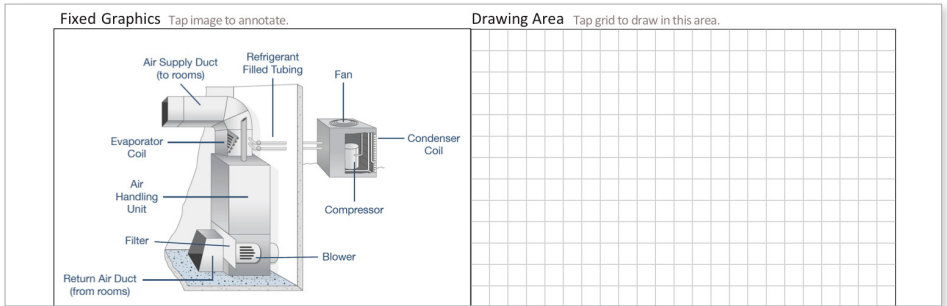 Fixed Graphics Tap image to annotate.
Drawing Area Tap grid to draw in this area.
Air Supply Duct
(to rooms)
Refrigerant
Filled Tubing
Fan
Evaporator
Coil
Condenser
Coil
Air
Handling
Unit
Compressor
Filter
Blower
Return Air Duct
(from rooms)